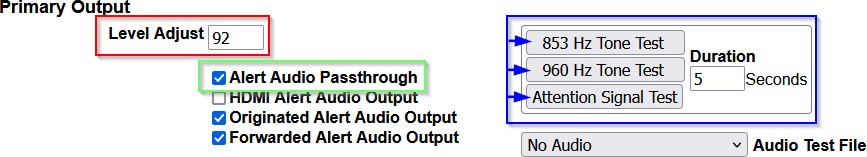 Primary Output
Level Adjust 92
Alert Audio Passthrough
HDMI Alert Audio Output
Originated Alert Audio Output
Forwarded Alert Audio Output
853 Hz Tone Test
960 Hz Tone Test
Attention Signal Test
Duration
5 Seconds
No Audio Audio Test File